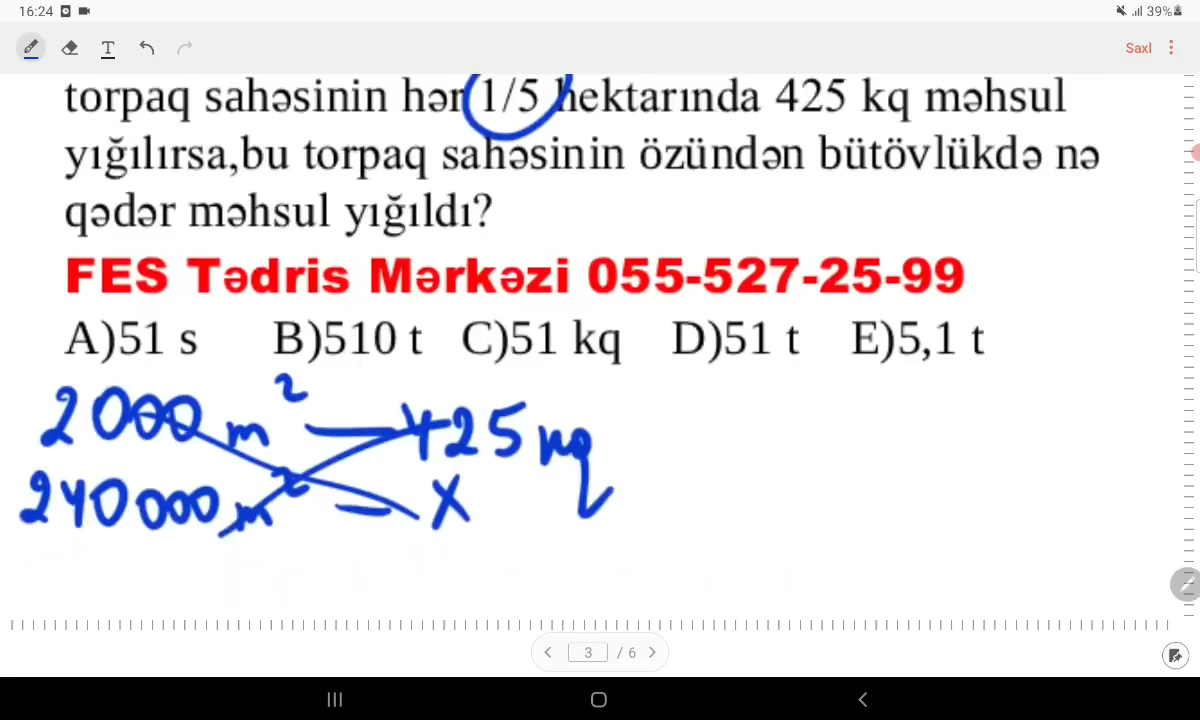 16:24 39%
Saxl
torpaq sahəsinin hər 1/5 hektarında 425 kq məhsul
yığılırsa,bu torpaq sahəsinin özündən bütövlükdə nə
qədər məhsul yığıldı?
FES Tədris Mərkəzi 055-527-25-99
A)51 s B)510 t C)51 kq D)51 t E)5,1 t
2000 m² — 425 kq
240000 m² — x
3 / 6